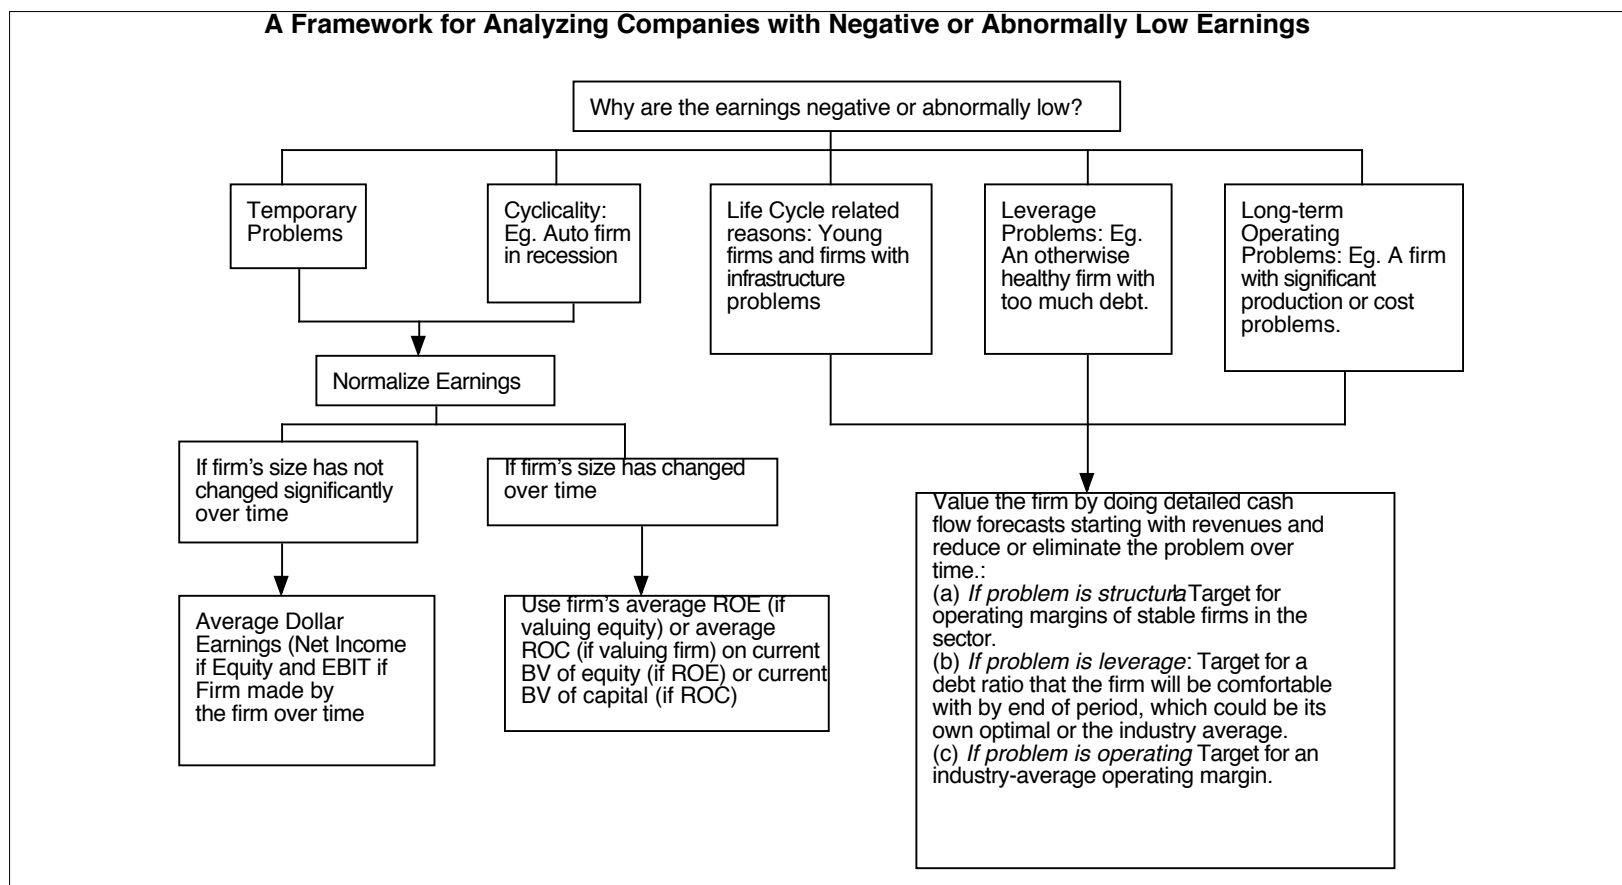 A Framework for Analyzing Companies with Negative or Abnormally Low Earnings
Why are the earnings negative or abnormally low?
Temporary
Problems
Cyclicality:
Eg. Auto firm
in recession
Life Cycle related
reasons: Young
firms and firms with
infrastructure
problems
Leverage
Problems: Eg.
An otherwise
healthy firm with
too much debt.
Long-term
Operating
Problems: Eg. A firm
with significant
production or cost
problems.
Normalize Earnings
If firm’s size has not
changed significantly
over time
If firm’s size has changed
over time
Average Dollar
Earnings (Net Income
if Equity and EBIT if
Firm made by
the firm over time
Use firm’s average ROE (if
valuing equity) or average
ROC (if valuing firm) on current
BV of equity (if ROE) or current
BV of capital (if ROC)
Value the firm by doing detailed cash
flow forecasts starting with revenues and
reduce or eliminate the problem over
time.:
(a) If problem is structural: Target for
operating margins of stable firms in the
sector.
(b) If problem is leverage: Target for a
debt ratio that the firm will be comfortable
with by end of period, which could be its
own optimal or the industry average.
(c) If problem is operating Target for an
industry-average operating margin.